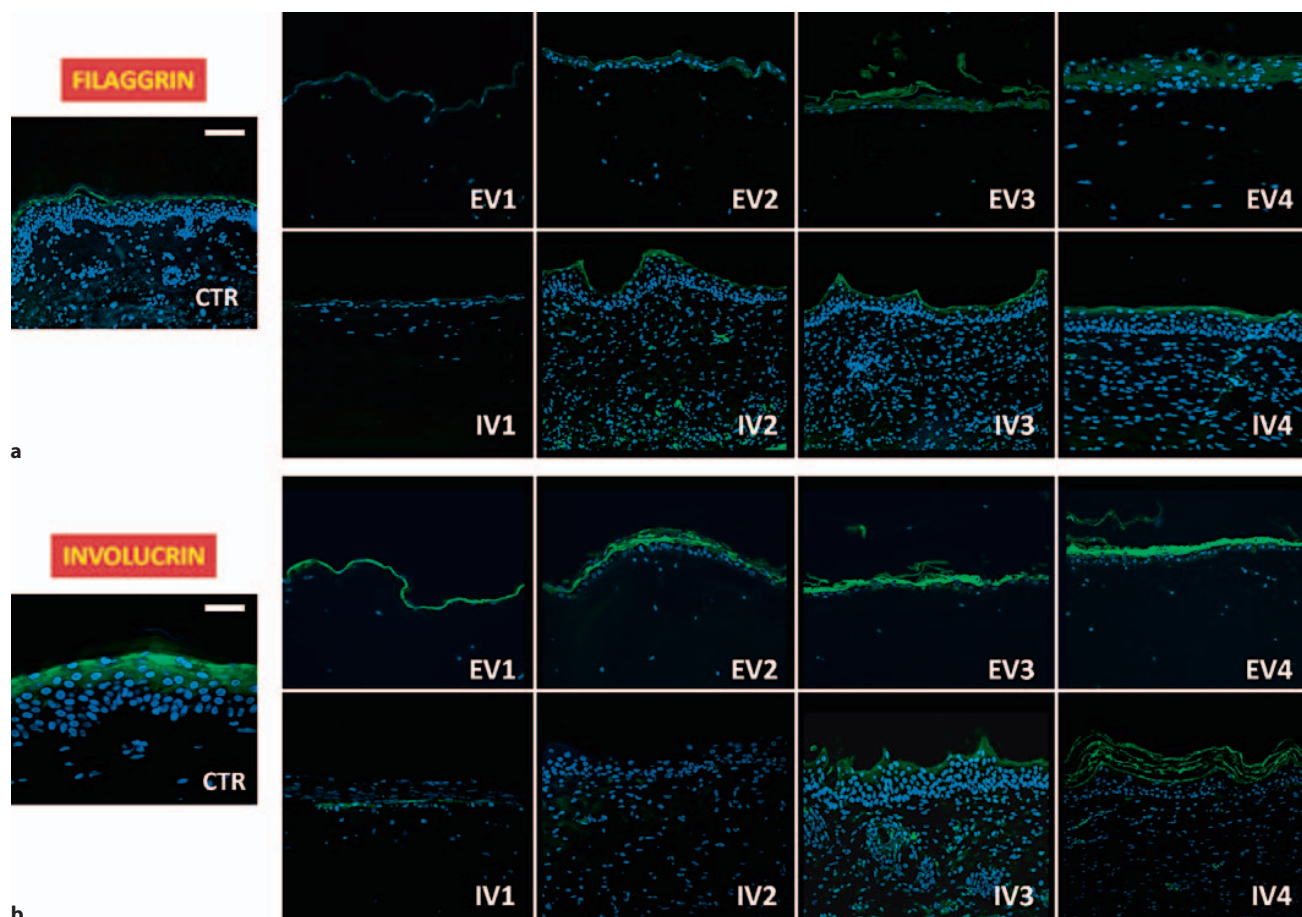 FILAGGRIN
CTR
EV1
EV2
EV3
EV4
IV1
IV2
IV3
IV4
a
INVOLUCRIN
CTR
EV1
EV2
EV3
EV4
IV1
IV2
IV3
IV4
b